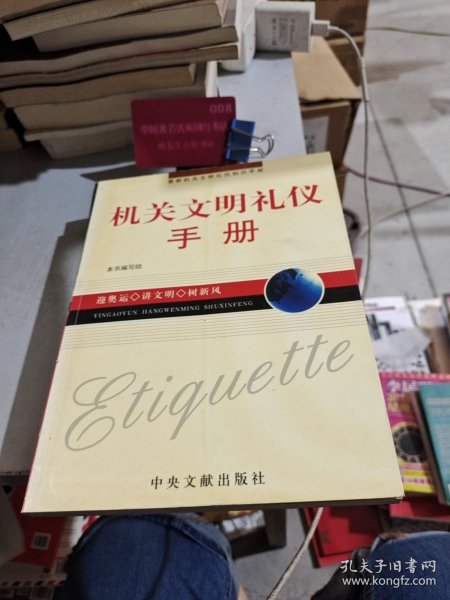 008
最新机关文明礼仪知识手册
机关文明礼仪
手册
本书编写组
迎奥运◇讲文明◇树新风
YINGAOYUN JIANGWENMING SHUXINFENG
Etiquette
中央文献出版社
孔夫子旧书网
www.kongfz.com